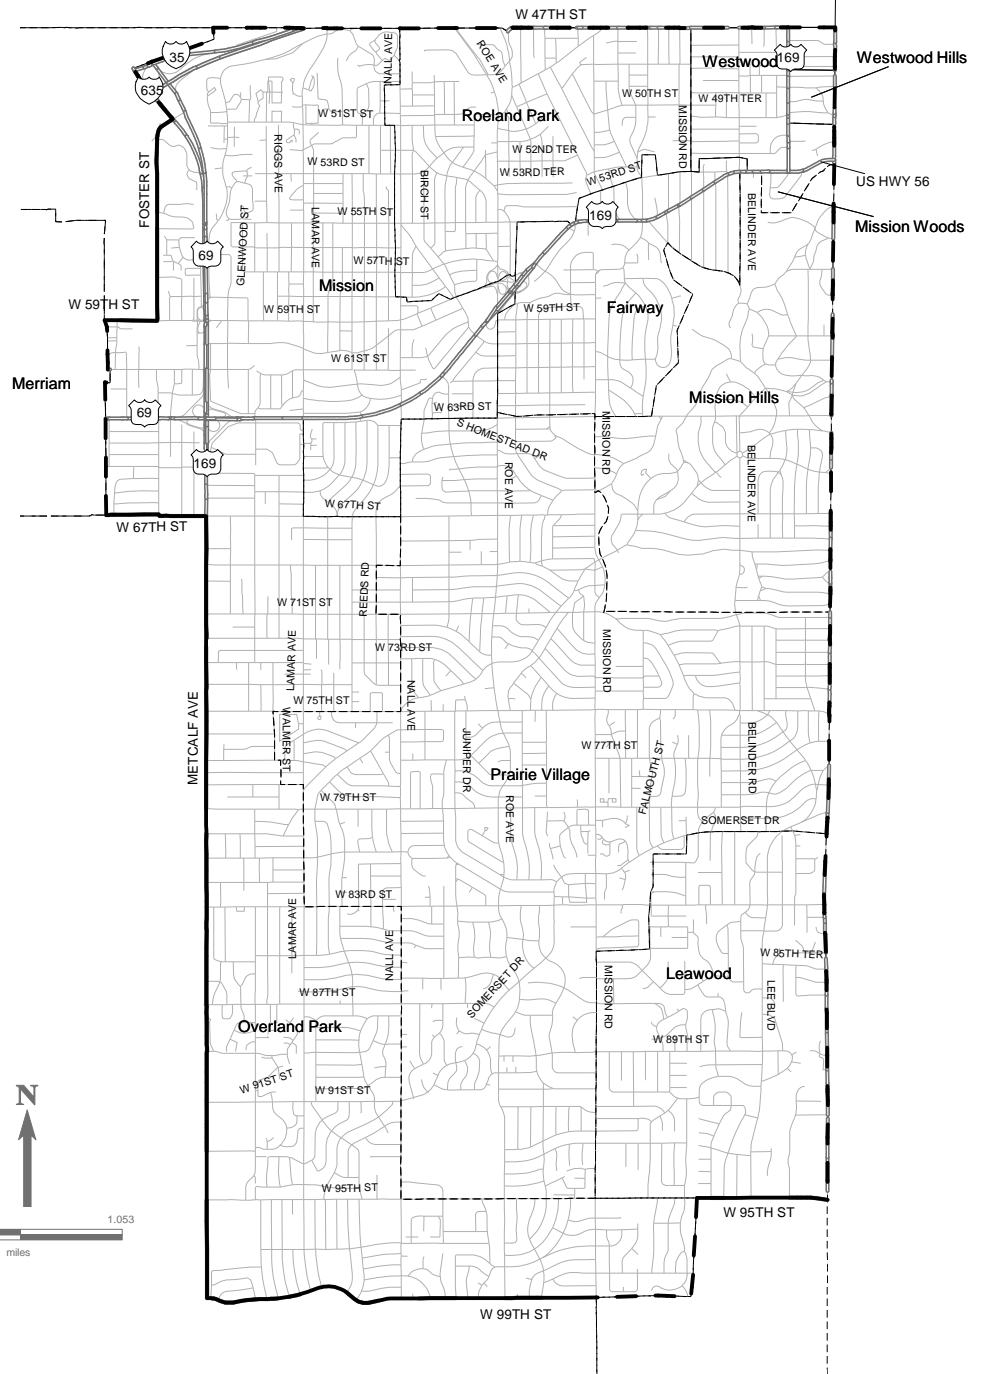 W 47TH ST
35
635
NALL AVE
ROE AVE
Westwood
169
Westwood Hills
W 50TH ST
W 49TH TER
W 51ST ST
Roeland Park
MISSION RD
RIGGS AVE
W 53RD ST
W 52ND TER
W 53RD TER
W 53RD ST
FOSTER ST
BIRCH ST
US HWY 56
GLENWOOD ST
LAMAR AVE
W 55TH ST
169
BELINDER AVE
Mission Woods
69
W 57TH ST
Mission
W 59TH ST
W 59TH ST
W 59TH ST
Fairway
W 61ST ST
Merriam
Mission Hills
69
W 63RD ST
S HOMESTEAD DR
MISSION RD
169
ROE AVE
BELINDER AVE
W 67TH ST
W 67TH ST
REEDS RD
W 71ST ST
LAMAR AVE
W 73RD ST
MISSION RD
NALL AVE
W 75TH ST
METCALF AVE
WALMER ST
JUNIPER DR
W 77TH ST
FALMOUTH ST
BELINDER RD
Prairie Village
W 79TH ST
ROE AVE
SOMERSET DR
W 83RD ST
LAMAR AVE
NALL AVE
W 85TH TER
Leawood
SOMERSET DR
MISSION RD
LEE BLVD
W 87TH ST
Overland Park
W 89TH ST
W 91ST ST
W 91ST ST
N
W 95TH ST
W 95TH ST
1.053
miles
W 99TH ST